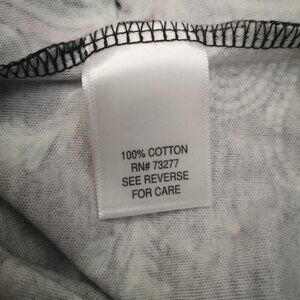 100% COTTON
RN# 73277
SEE REVERSE
FOR CARE